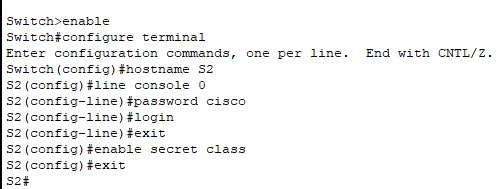 Switch>enable
Switch#configure terminal
Enter configuration commands, one per line.  End with CNTL/Z.
Switch(config)#hostname S2
S2(config)#line console 0
S2(config-line)#password cisco
S2(config-line)#login
S2(config-line)#exit
S2(config)#enable secret class
S2(config)#exit
S2#